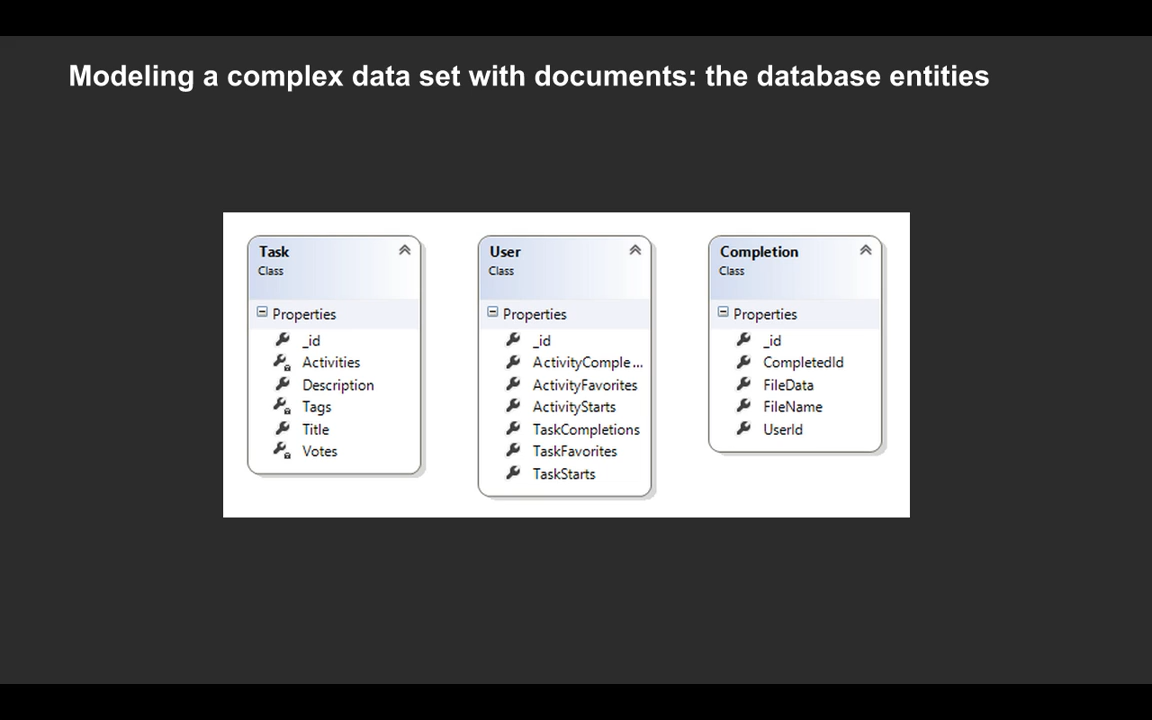 Modeling a complex data set with documents: the database entities
Task
Class
Properties
_id
Activities
Description
Tags
Title
Votes
User
Class
Properties
_id
ActivityComple...
ActivityFavorites
ActivityStarts
TaskCompletions
TaskFavorites
TaskStarts
Completion
Class
Properties
_id
CompletedId
FileData
FileName
UserId